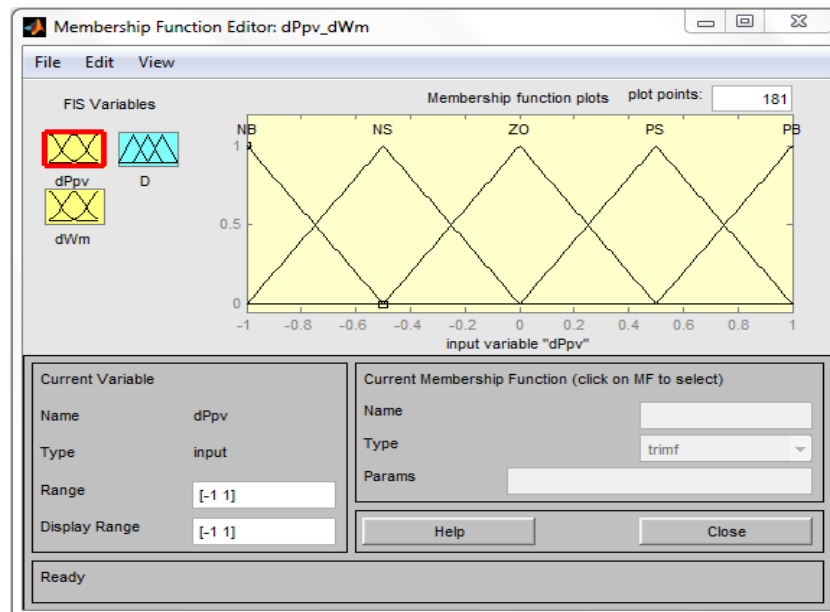 Membership Function Editor: dPpv_dWm
File Edit View
FIS Variables
dPpv D
dWm
Membership function plots plot points: 181
NB NS ZO PS PB
1
0.5
0
-1 -0.8 -0.6 -0.4 -0.2 0 0.2 0.4 0.6 0.8 1
input variable "dPpv"
Current Variable
Name dPpv
Type input
Range [-1 1]
Display Range [-1 1]
Current Membership Function (click on MF to select)
Name
Type trimf
Params
Help Close
Ready